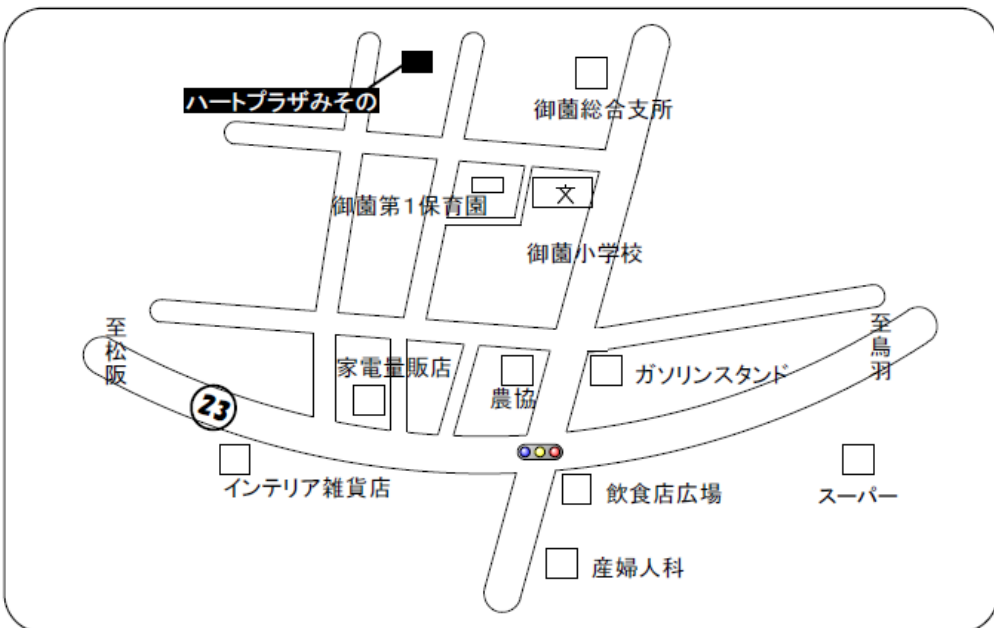 ハートプラザみその
御薗総合支所
御薗第1保育園
文
御薗小学校
至松阪
至鳥羽
家電量販店
農協
ガソリンスタンド
23
インテリア雑貨店
飲食店広場
スーパー
産婦人科